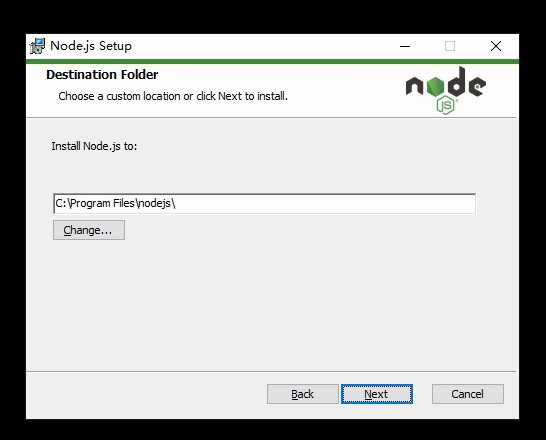 Node.js Setup
Destination Folder
Choose a custom location or click Next to install.
node
JS
Install Node.js to:
C:\Program Files\nodejs\
Change...
Back
Next
Cancel